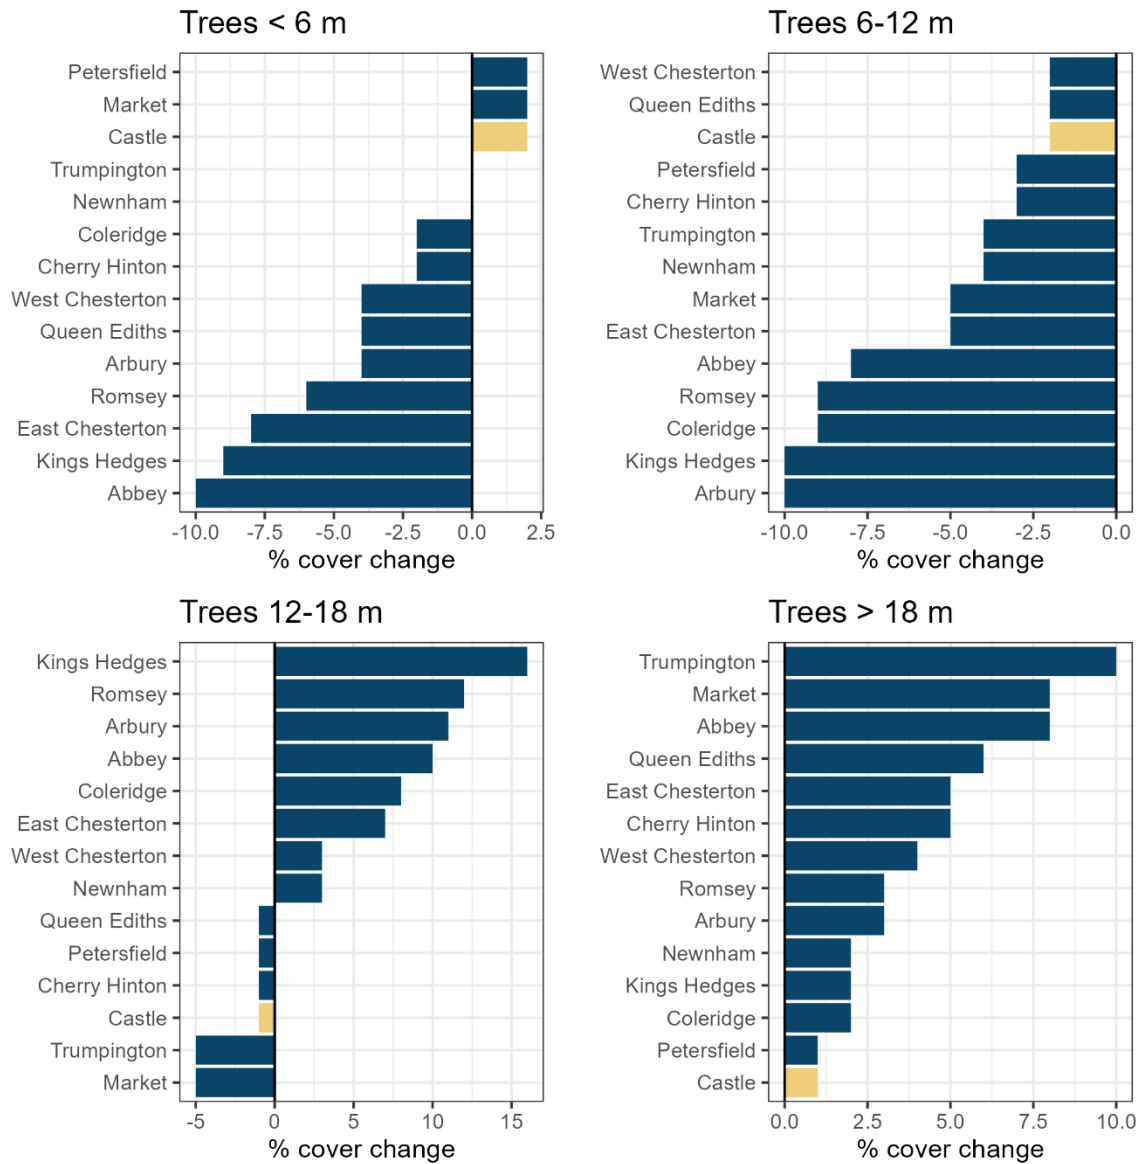 Trees < 6 m
Petersfield
Market
Castle
Trumpington
Newnham
Coleridge
Cherry Hinton
West Chesterton
Queen Ediths
Arbury
Romsey
East Chesterton
Kings Hedges
Abbey
-10.0 -7.5 -5.0 -2.5 0.0 2.5
% cover change
Trees 6-12 m
West Chesterton
Queen Ediths
Castle
Petersfield
Cherry Hinton
Trumpington
Newnham
Market
East Chesterton
Abbey
Romsey
Coleridge
Kings Hedges
Arbury
-10.0 -7.5 -5.0 -2.5 0.0
% cover change
Trees 12-18 m
Kings Hedges
Romsey
Arbury
Abbey
Coleridge
East Chesterton
West Chesterton
Newnham
Queen Ediths
Petersfield
Cherry Hinton
Castle
Trumpington
Market
-5 0 5 10 15
% cover change
Trees > 18 m
Trumpington
Market
Abbey
Queen Ediths
East Chesterton
Cherry Hinton
West Chesterton
Romsey
Arbury
Newnham
Kings Hedges
Coleridge
Petersfield
Castle
0.0 2.5 5.0 7.5 10.0
% cover change